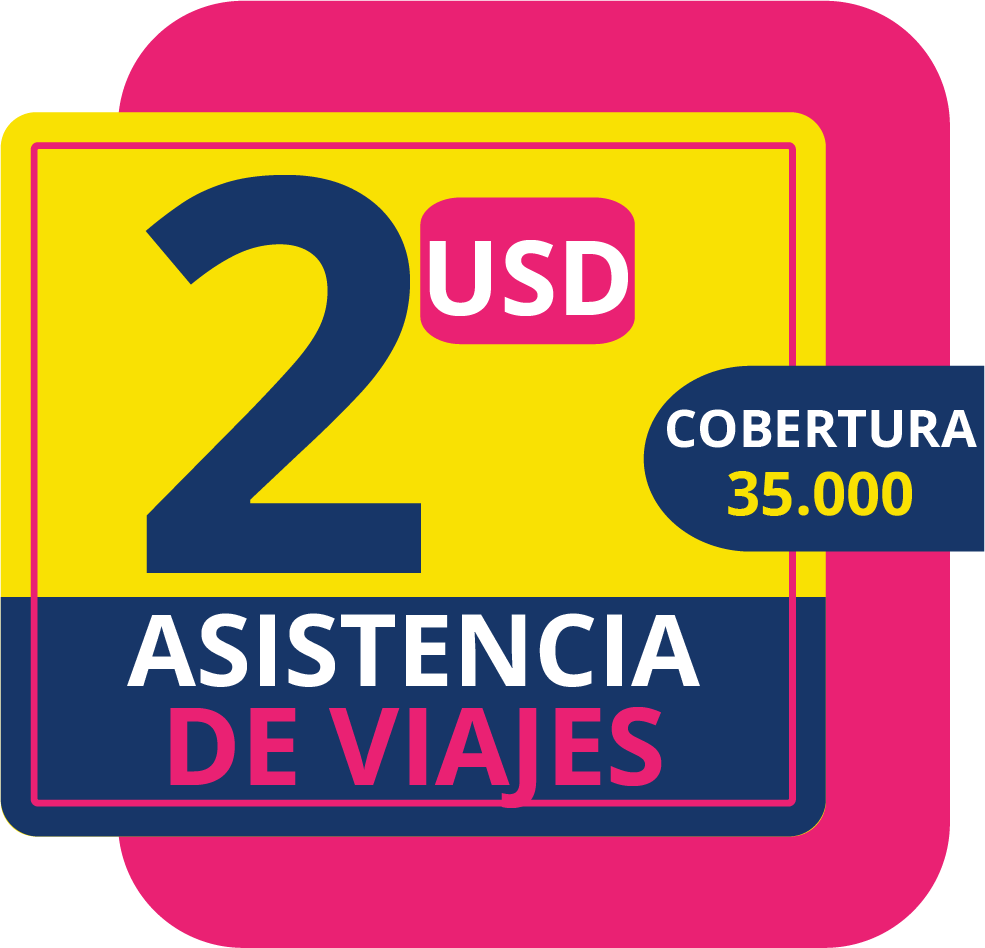 2 USD
COBERTURA
35.000
ASISTENCIA
DE VIAJES